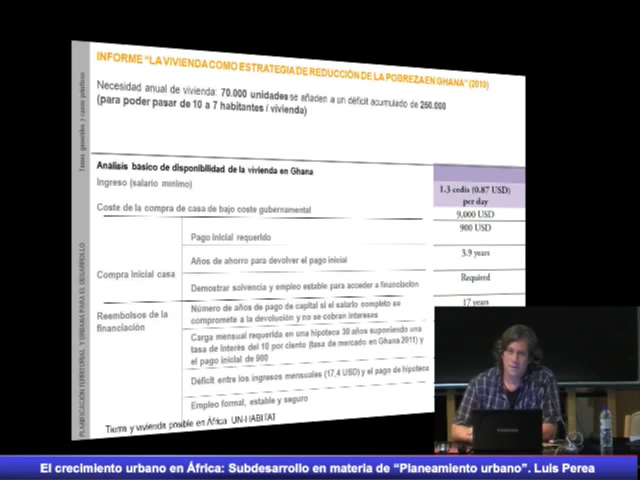 INFORME “LA VIVIENDA COMO ESTRATEGIA DE REDUCCIÓN DE LA POBREZA EN GHANA” (2010)
Necesidad anual de vivienda: 70.000 unidades se añaden a un déficit acumulado de 250.000
(para poder pasar de 10 a 7 habitantes / vivienda)
Análisis básico de disponibilidad de la vivienda en Ghana
Ingreso (salario mínimo)
1.3 cedis (0.87 USD)
per day
Coste de la compra de casa de bajo coste gubernamental
9,000 USD
Compra inicial casa
Pago inicial requerido
900 USD
Años de ahorro para devolver el pago inicial
3.9 years
Demostrar solvencia y empleo estable para acceder a financiacion
Required
Reembolsos de la
financiación
Número de años de pago de capital si el salario completo se
compromete a la devolución y no se cobran intereses
17 years
Carga mensual requerida en una hipoteca 30 años suponiendo una
tasa de interés del 10 por ciento (tasa de mercado en Ghana 2011) y
el pago inicial de 900
Déficit entre los ingresos mensuales (17,4 USD) y el pago de hipoteca
Empleo formal, estable y seguro
Tierra y vivienda posible en África UN-HABITAT
PLANIFICACIÓN TERRITORIAL Y URBANA PARA EL DESARROLLO
Temas generales y casos prácticos
El crecimiento urbano en África: Subdesarrollo en materia de “Planeamiento urbano”. Luis Perea